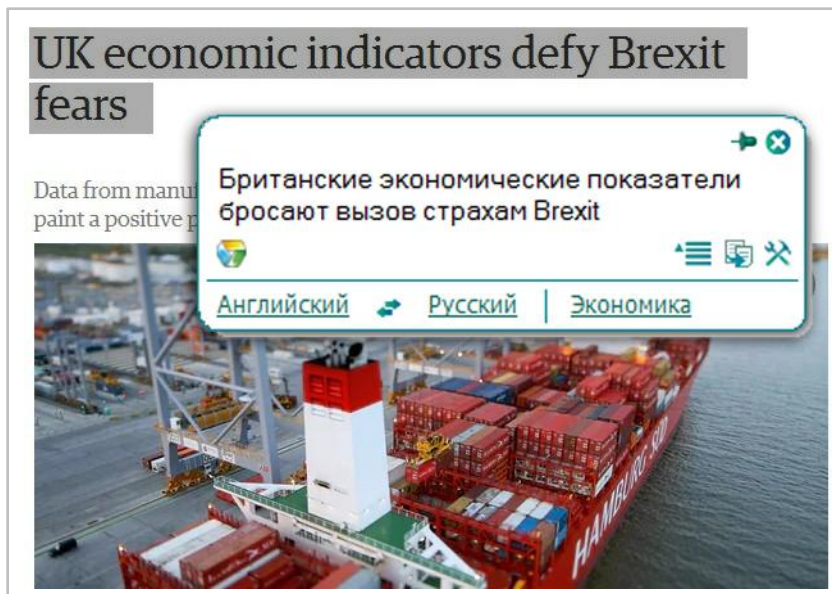 UK economic indicators defy Brexit
fears
Data from manuf
paint a positive p
Британские экономические показатели
бросают вызов страхам Brexit
Английский Русский Экономика
HAMBURG SÜD